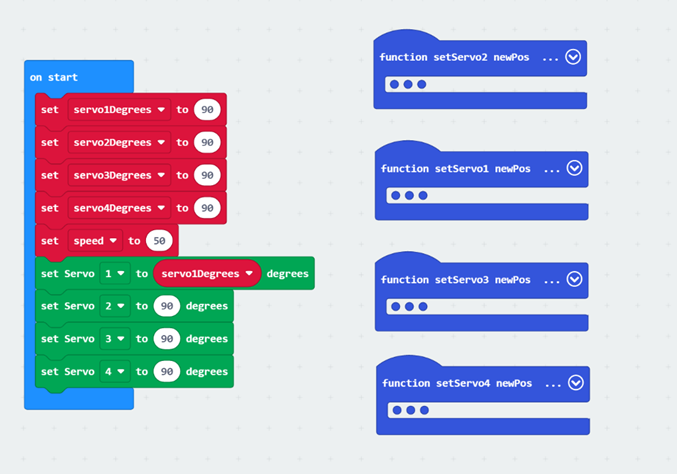 on start
set servo1Degrees to 90
set servo2Degrees to 90
set servo3Degrees to 90
set servo4Degrees to 90
set speed to 50
set Servo 1 to servo1Degrees degrees
set Servo 2 to 90 degrees
set Servo 3 to 90 degrees
set Servo 4 to 90 degrees
function setServo2 newPos ...
function setServo1 newPos ...
function setServo3 newPos ...
function setServo4 newPos ...